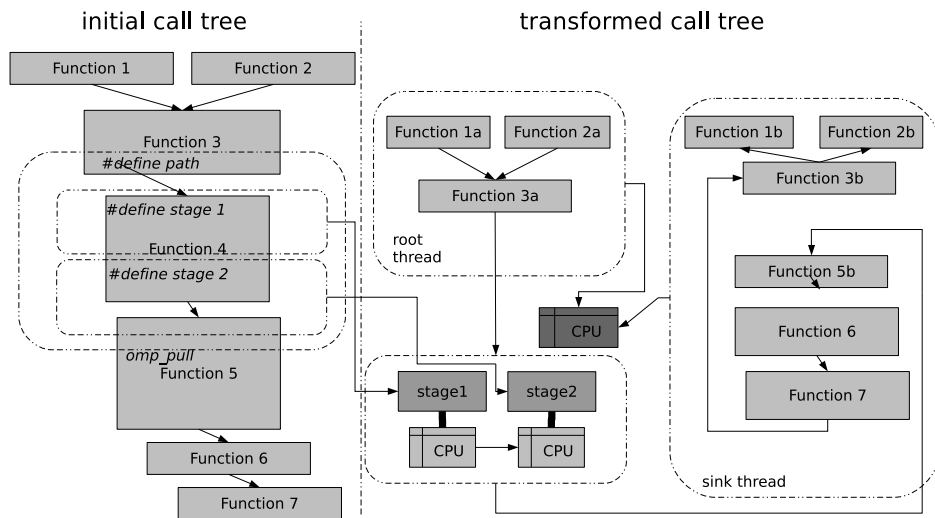 initial call tree
Function 1
Function 2
Function 3
#define path
#define stage 1
Function 4
#define stage 2
omp_pull
Function 5
Function 6
Function 7
transformed call tree
Function 1a
Function 2a
Function 3a
root
thread
CPU
stage1
stage2
CPU
CPU
Function 1b
Function 2b
Function 3b
Function 5b
Function 6
Function 7
sink thread